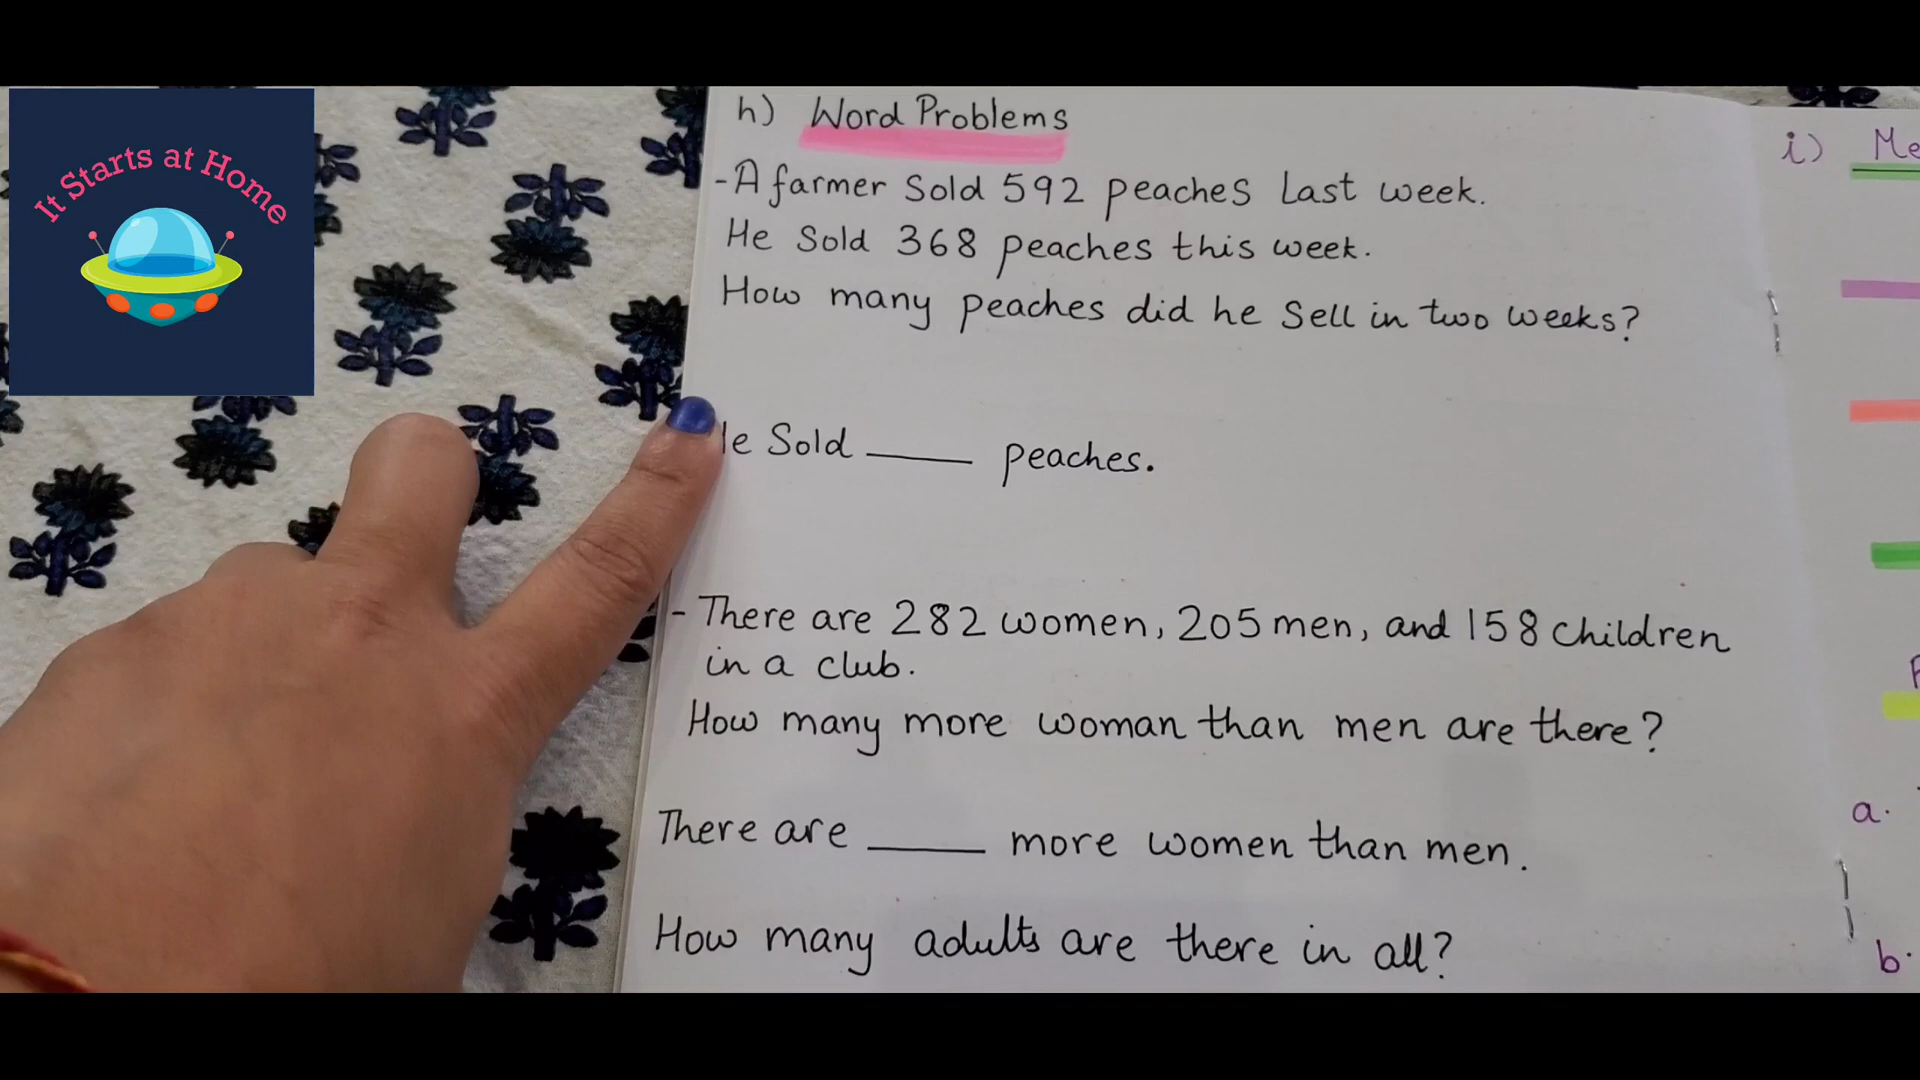 It Starts at Home
h) Word Problems
- A farmer Sold 592 peaches Last week.
He Sold 368 peaches this week.
How many peaches did he Sell in two weeks?
He Sold ____ peaches.
- There are 282 women, 205 men, and 158 children
in a club.
How many more woman than men are there?
There are ____ more women than men.
How many adults are there in all?
i)
a.
b.